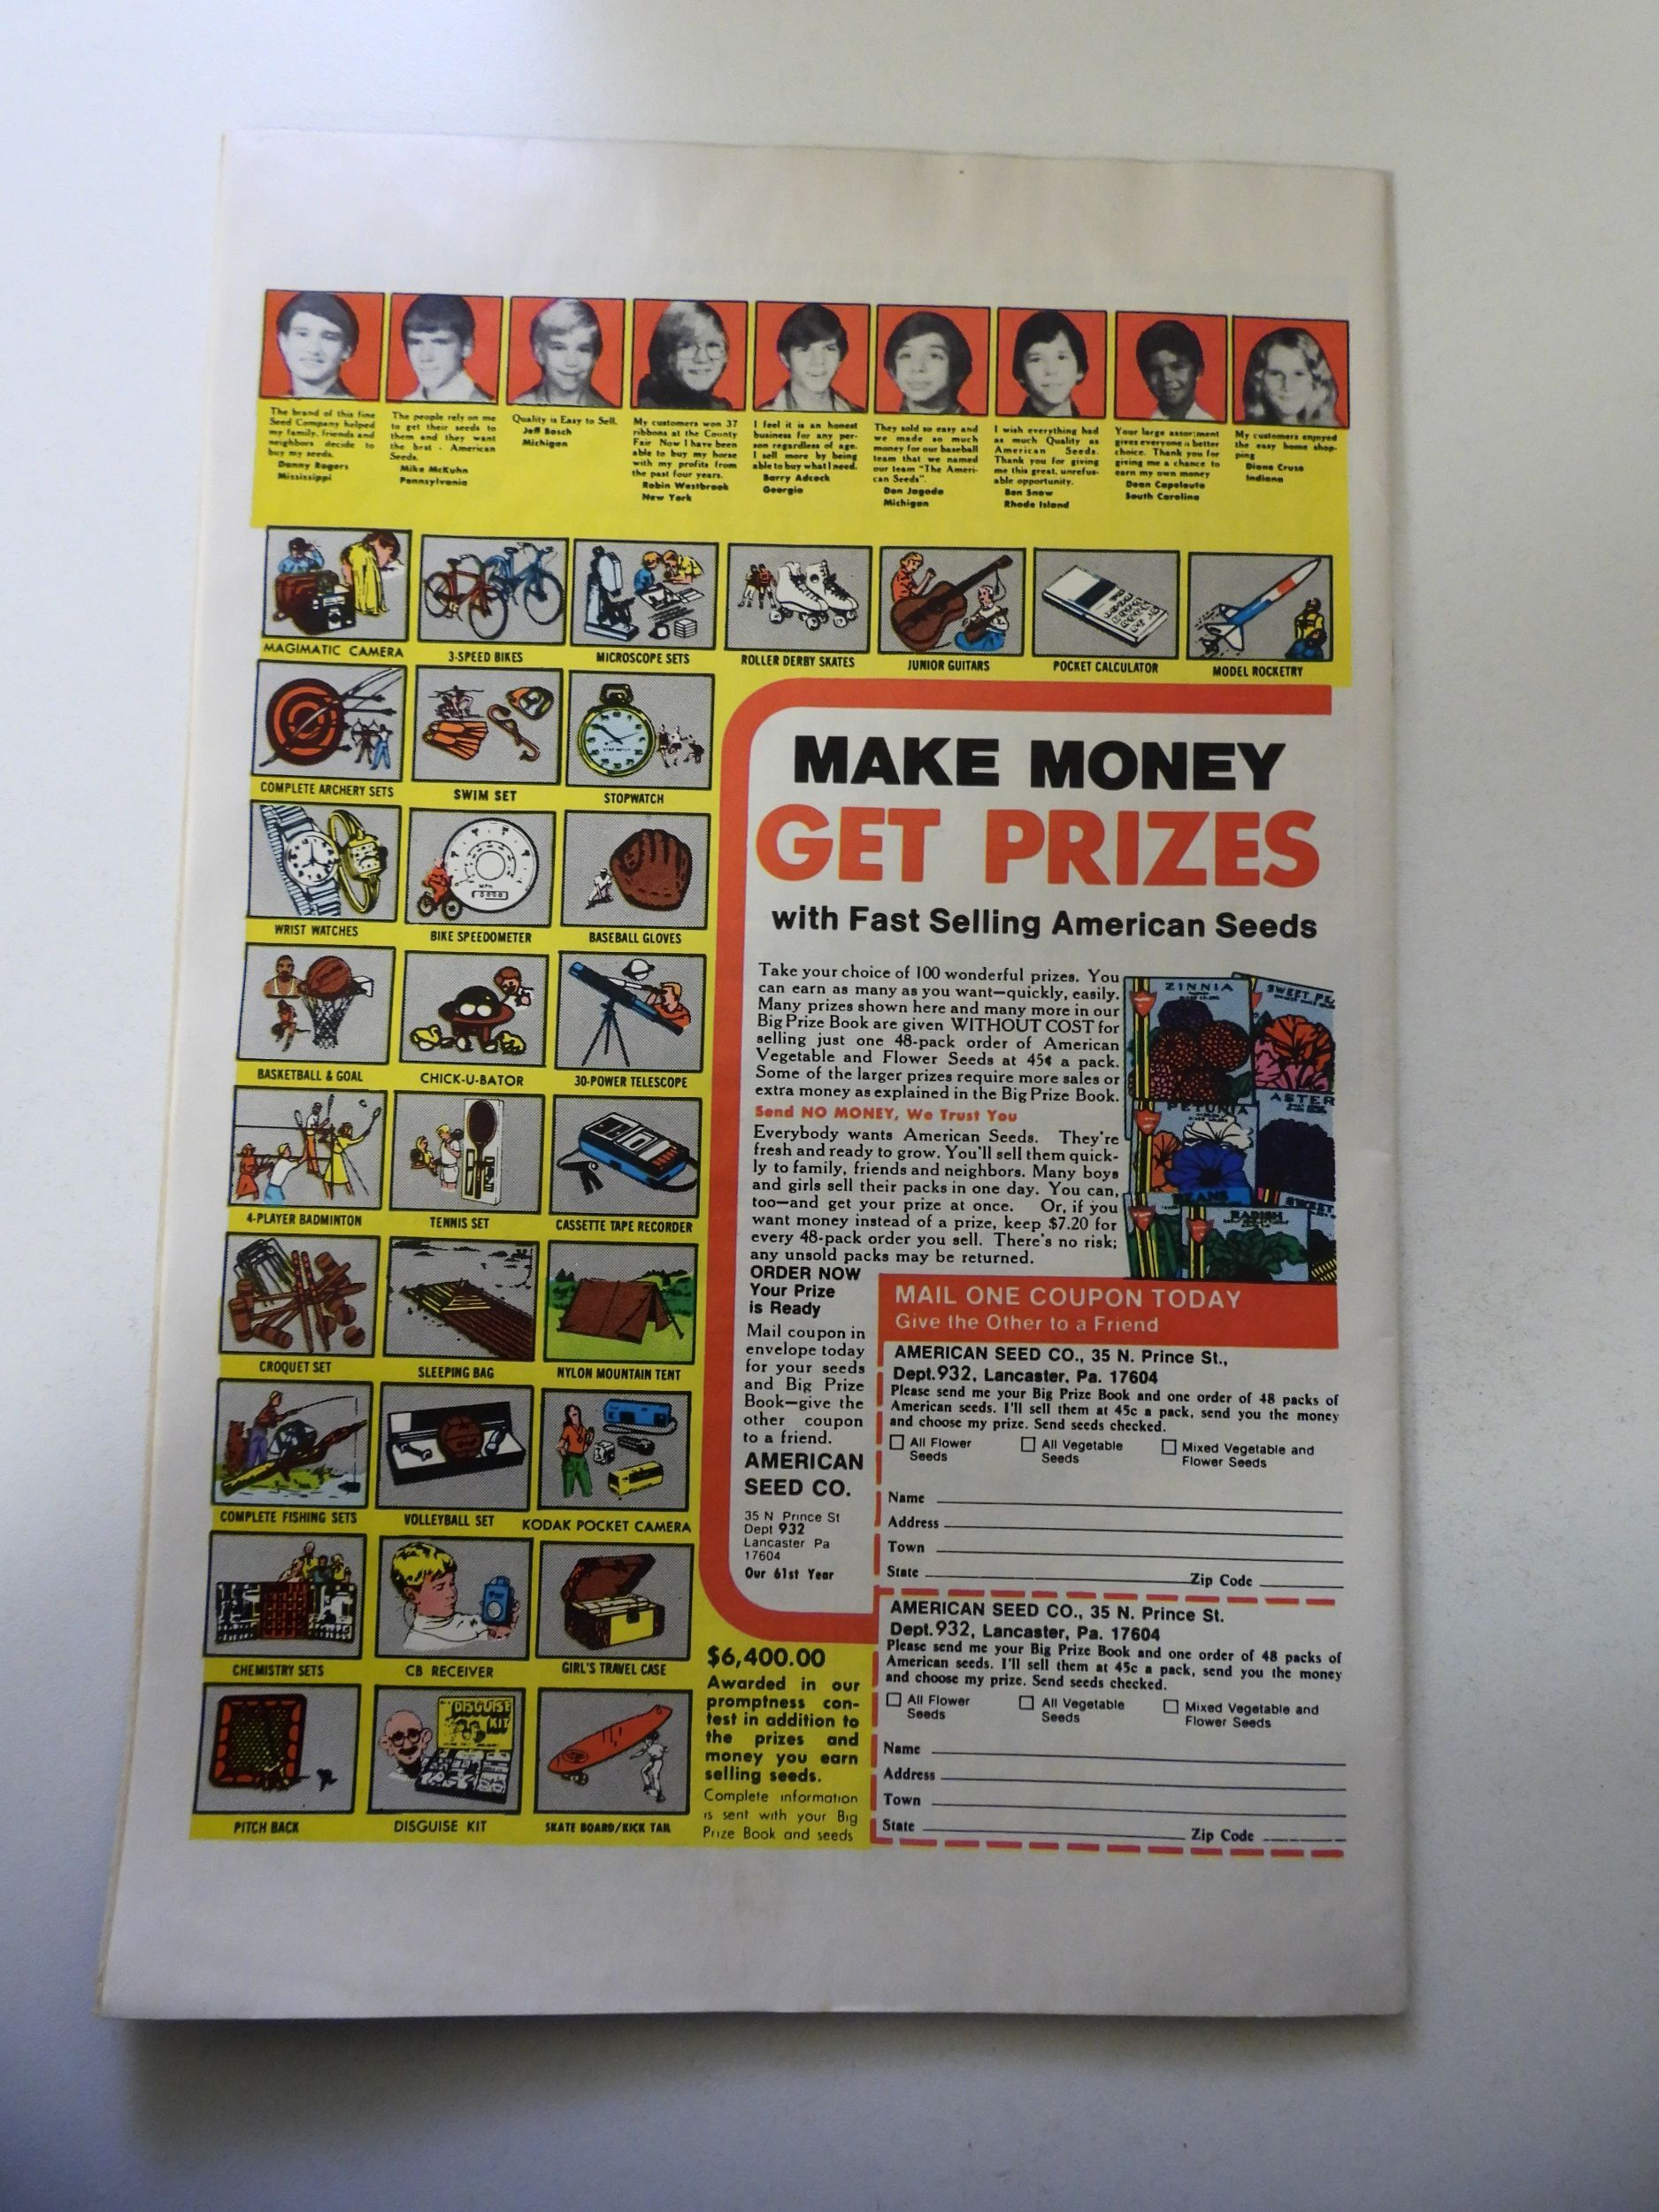 The brand of this fine
Seed Company helped
my family, friends and
neighbors decide to
buy my seeds.
Danny Rogers
Mississippi
The people rely on me
to get their seeds to
them and they want
the best - American
Seeds.
Mike McKuhn
Pennsylvania
Quality is Easy to Sell.
Jeff Bosch
Michigan
My customers won 37
ribbons at the County
Fair Now I have been
able to buy my horse
with my profits from
the past four years.
Robin Westbrook
New York
I feel it is an honest
business for any per-
son regardless of age.
I sell more by being
able to buy what I need.
Barry Adcock
Georgia
They sold so easy and
we made so much
money for our baseball
team that we named
our team "The Ameri-
can Seeds".
Dan Jagoda
Michigan
I wish everything had
as much Quality as
American Seeds.
Thank you for giving
me this great, unrefus-
able opportunity.
Ben Snow
Rhode Island
Your large assortment
gives everyone a better
choice. Thank you for
giving me a chance to
earn my own money
Dean Capeloute
South Carolina
My customers enjoyed
the easy home shop-
ping
Diane Cruse
Indiana
MAGIMATIC CAMERA
3-SPEED BIKES
MICROSCOPE SETS
ROLLER DERBY SKATES
JUNIOR GUITARS
POCKET CALCULATOR
MODEL ROCKETRY
COMPLETE ARCHERY SETS
SWIM SET
STOPWATCH
WRIST WATCHES
MPH
BIKE SPEEDOMETER
BASEBALL GLOVES
BASKETBALL & GOAL
CHICK-U-BATOR
30-POWER TELESCOPE
4-PLAYER BADMINTON
TENNIS SET
CASSETTE TAPE RECORDER
CROQUET SET
SLEEPING BAG
NYLON MOUNTAIN TENT
COMPLETE FISHING SETS
VOLLEYBALL SET
KODAK POCKET CAMERA
CHEMISTRY SETS
CB RECEIVER
GIRL'S TRAVEL CASE
PITCH BACK
DISGUISE
KIT
DISGUISE KIT
SKATE BOARD/KICK TAIL
MAKE MONEY
GET PRIZES
with Fast Selling American Seeds
Take your choice of 100 wonderful prizes. You
can earn as many as you want—quickly, easily.
Many prizes shown here and many more in our
Big Prize Book are given WITHOUT COST for
selling just one 48-pack order of American
Vegetable and Flower Seeds at 45¢ a pack.
Some of the larger prizes require more sales or
extra money as explained in the Big Prize Book.
Send NO MONEY, We Trust You
Everybody wants American Seeds. They're
fresh and ready to grow. You'll sell them quick-
ly to family, friends and neighbors. Many boys
and girls sell their packs in one day. You can,
too—and get your prize at once. Or, if you
want money instead of a prize, keep $7.20 for
every 48-pack order you sell. There's no risk;
any unsold packs may be returned.
ZINNIA
SWEET PE
ASTER
PETUNIA
BEANS
RADISH
SWEET
ORDER NOW
Your Prize
is Ready
Mail coupon in
envelope today
for your seeds
and Big Prize
Book—give the
other coupon
to a friend.
AMERICAN
SEED CO.
35 N Prince St
Dept 932
Lancaster Pa
17604
Our 61st Year
$6,400.00
Awarded in our
promptness con-
test in addition to
the prizes and
money you earn
selling seeds.
Complete information
is sent with your Big
Prize Book and seeds
MAIL ONE COUPON TODAY
Give the Other to a Friend
AMERICAN SEED CO., 35 N. Prince St.,
Dept.932, Lancaster, Pa. 17604
Please send me your Big Prize Book and one order of 48 packs of
American seeds. I'll sell them at 45c a pack, send you the money
and choose my prize. Send seeds checked.
All Flower
Seeds
All Vegetable
Seeds
Mixed Vegetable and
Flower Seeds
Name
Address
Town
State Zip Code
AMERICAN SEED CO., 35 N. Prince St.
Dept.932, Lancaster, Pa. 17604
Please send me your Big Prize Book and one order of 48 packs of
American seeds. I'll sell them at 45c a pack, send you the money
and choose my prize. Send seeds checked.
All Flower
Seeds
All Vegetable
Seeds
Mixed Vegetable and
Flower Seeds
Name
Address
Town
State Zip Code